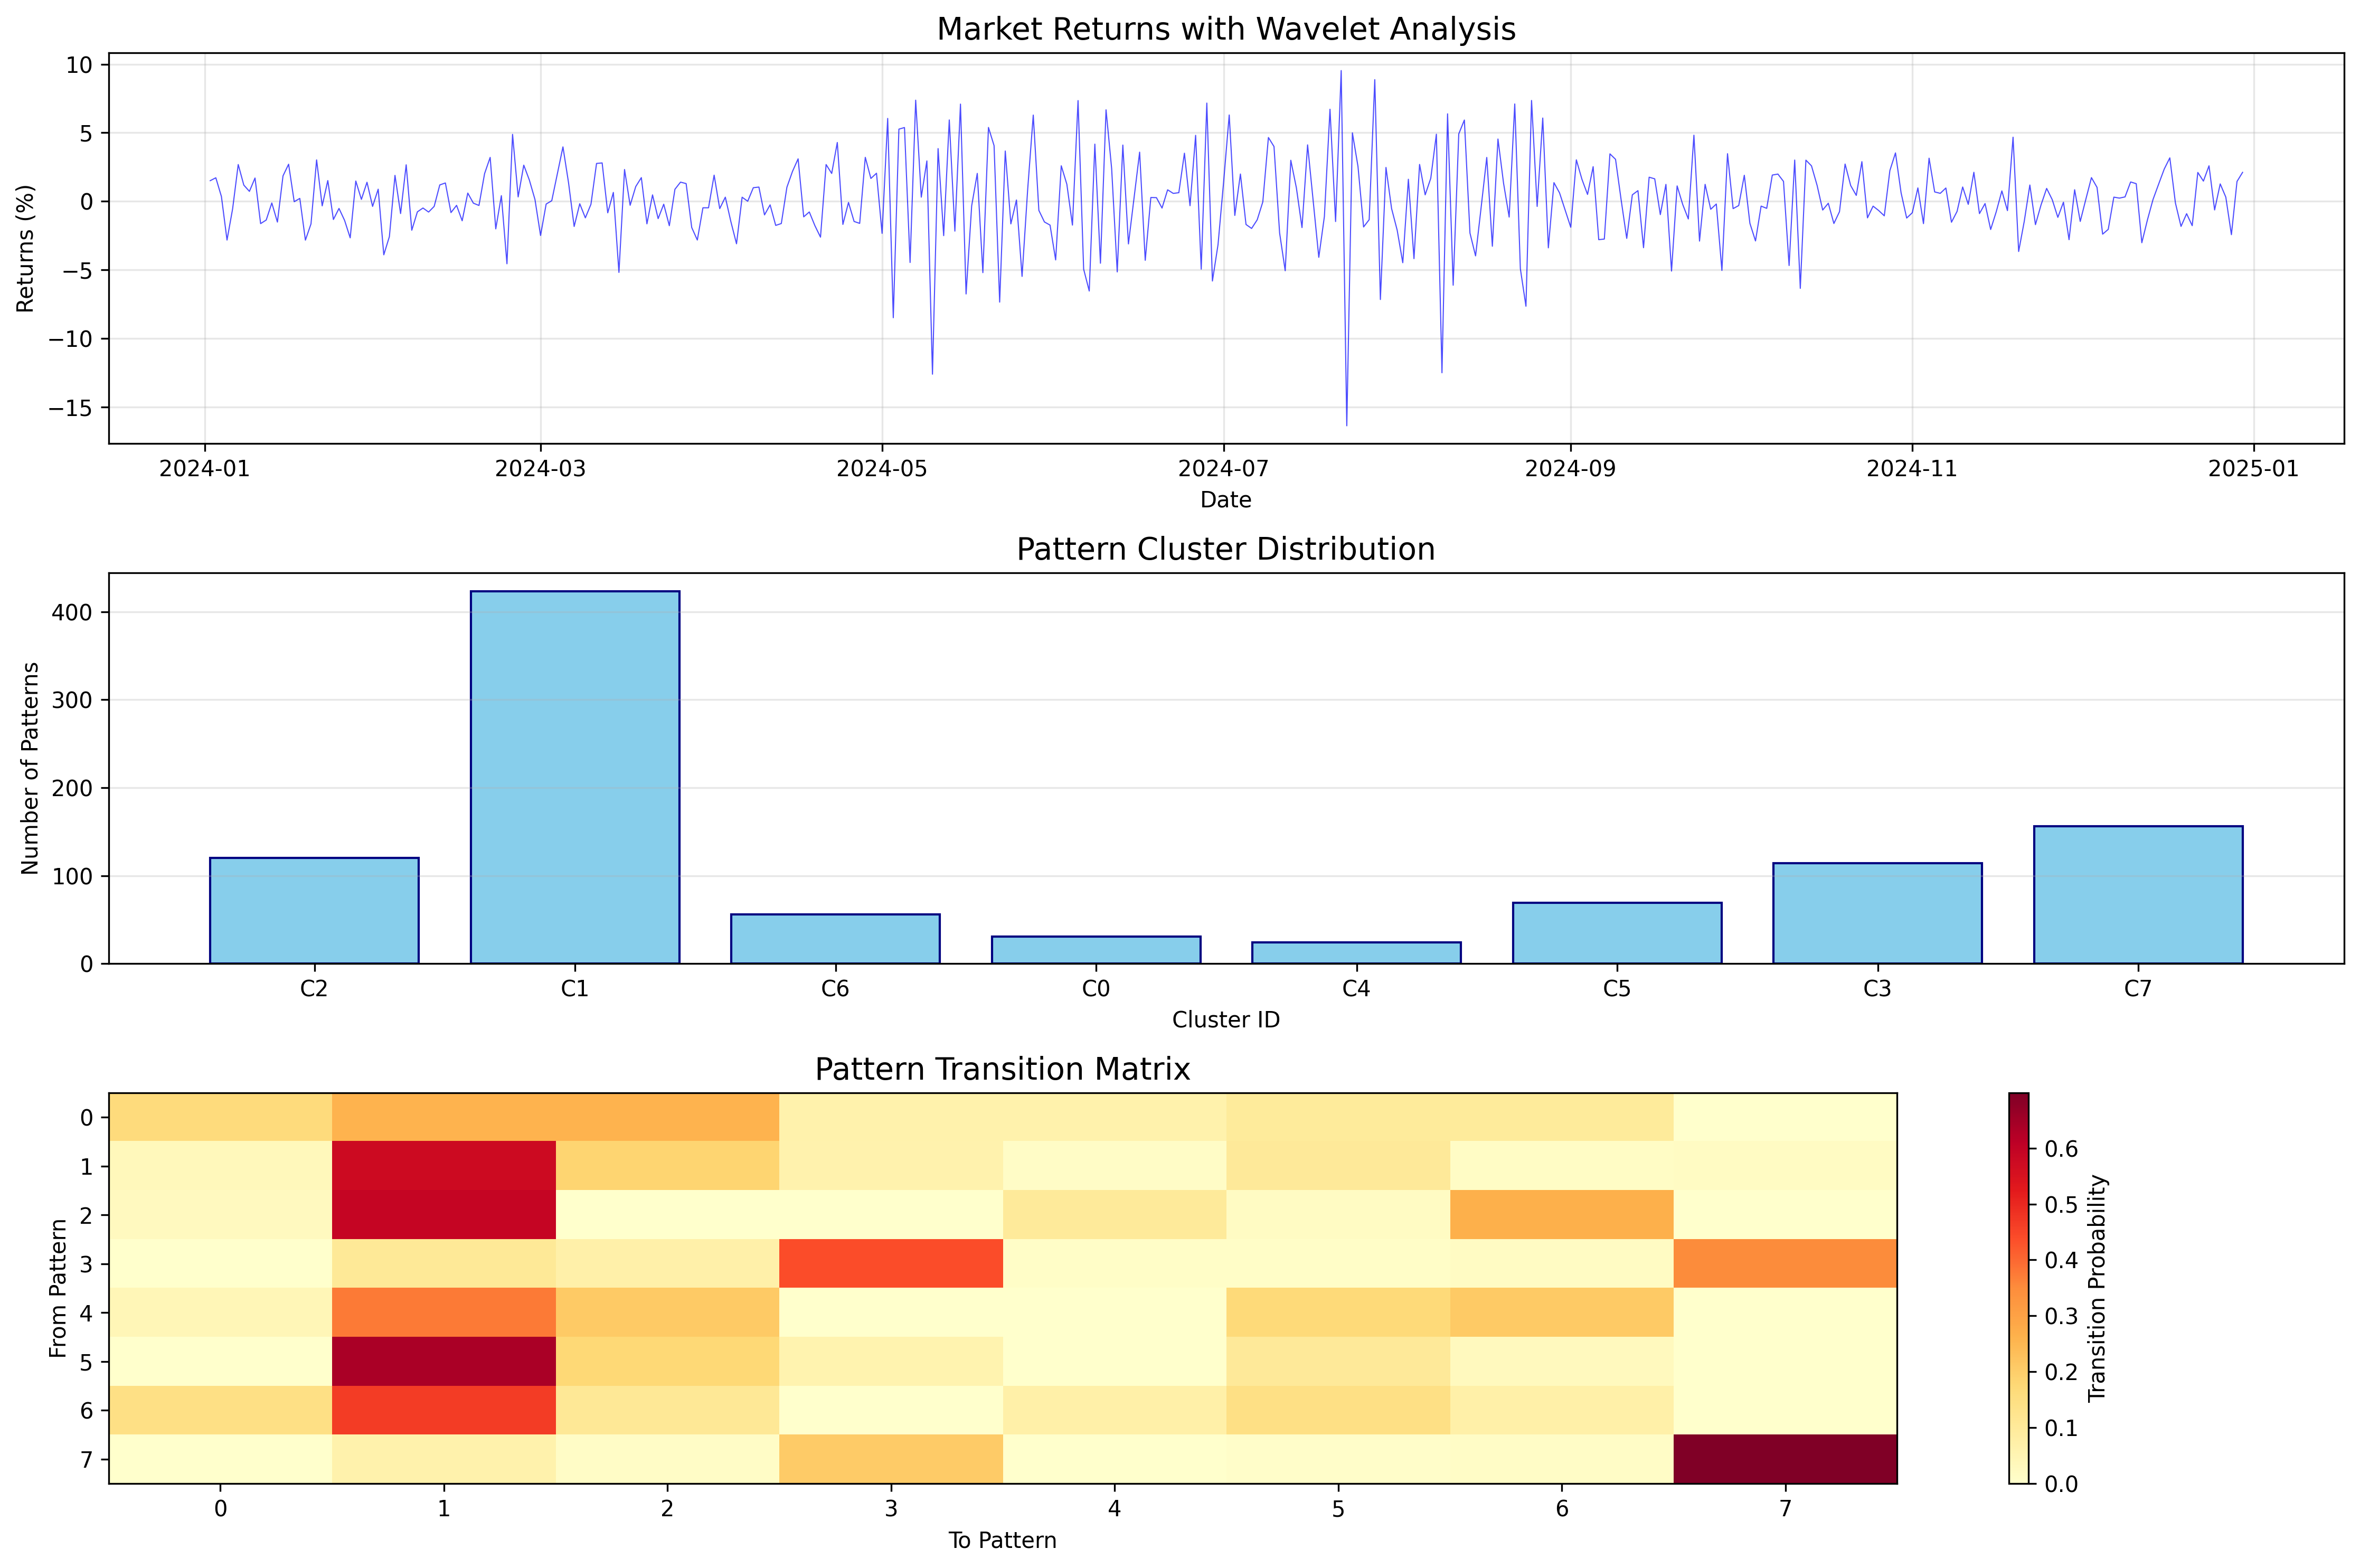 Market Returns with Wavelet Analysis
10
5
0
−5
−10
−15
Returns (%)
2024-01 2024-03 2024-05 2024-07 2024-09 2024-11 2025-01
Date
Pattern Cluster Distribution
400
300
200
100
0
Number of Patterns
C2 C1 C6 C0 C4 C5 C3 C7
Cluster ID
Pattern Transition Matrix
0
1
2
3
4
5
6
7
From Pattern
0 1 2 3 4 5 6 7
To Pattern
0.6
0.5
0.4
0.3
0.2
0.1
0.0
Transition Probability